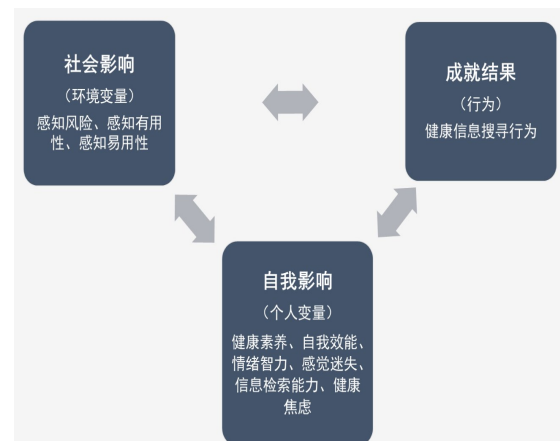 社会影响
（环境变量）
感知风险、感知有用
性、感知易用性
成就结果
（行为）
健康信息搜寻行为
自我影响
（个人变量）
健康素养、自我效能、
情绪智力、感觉迷失、
信息检索能力、健康
焦虑